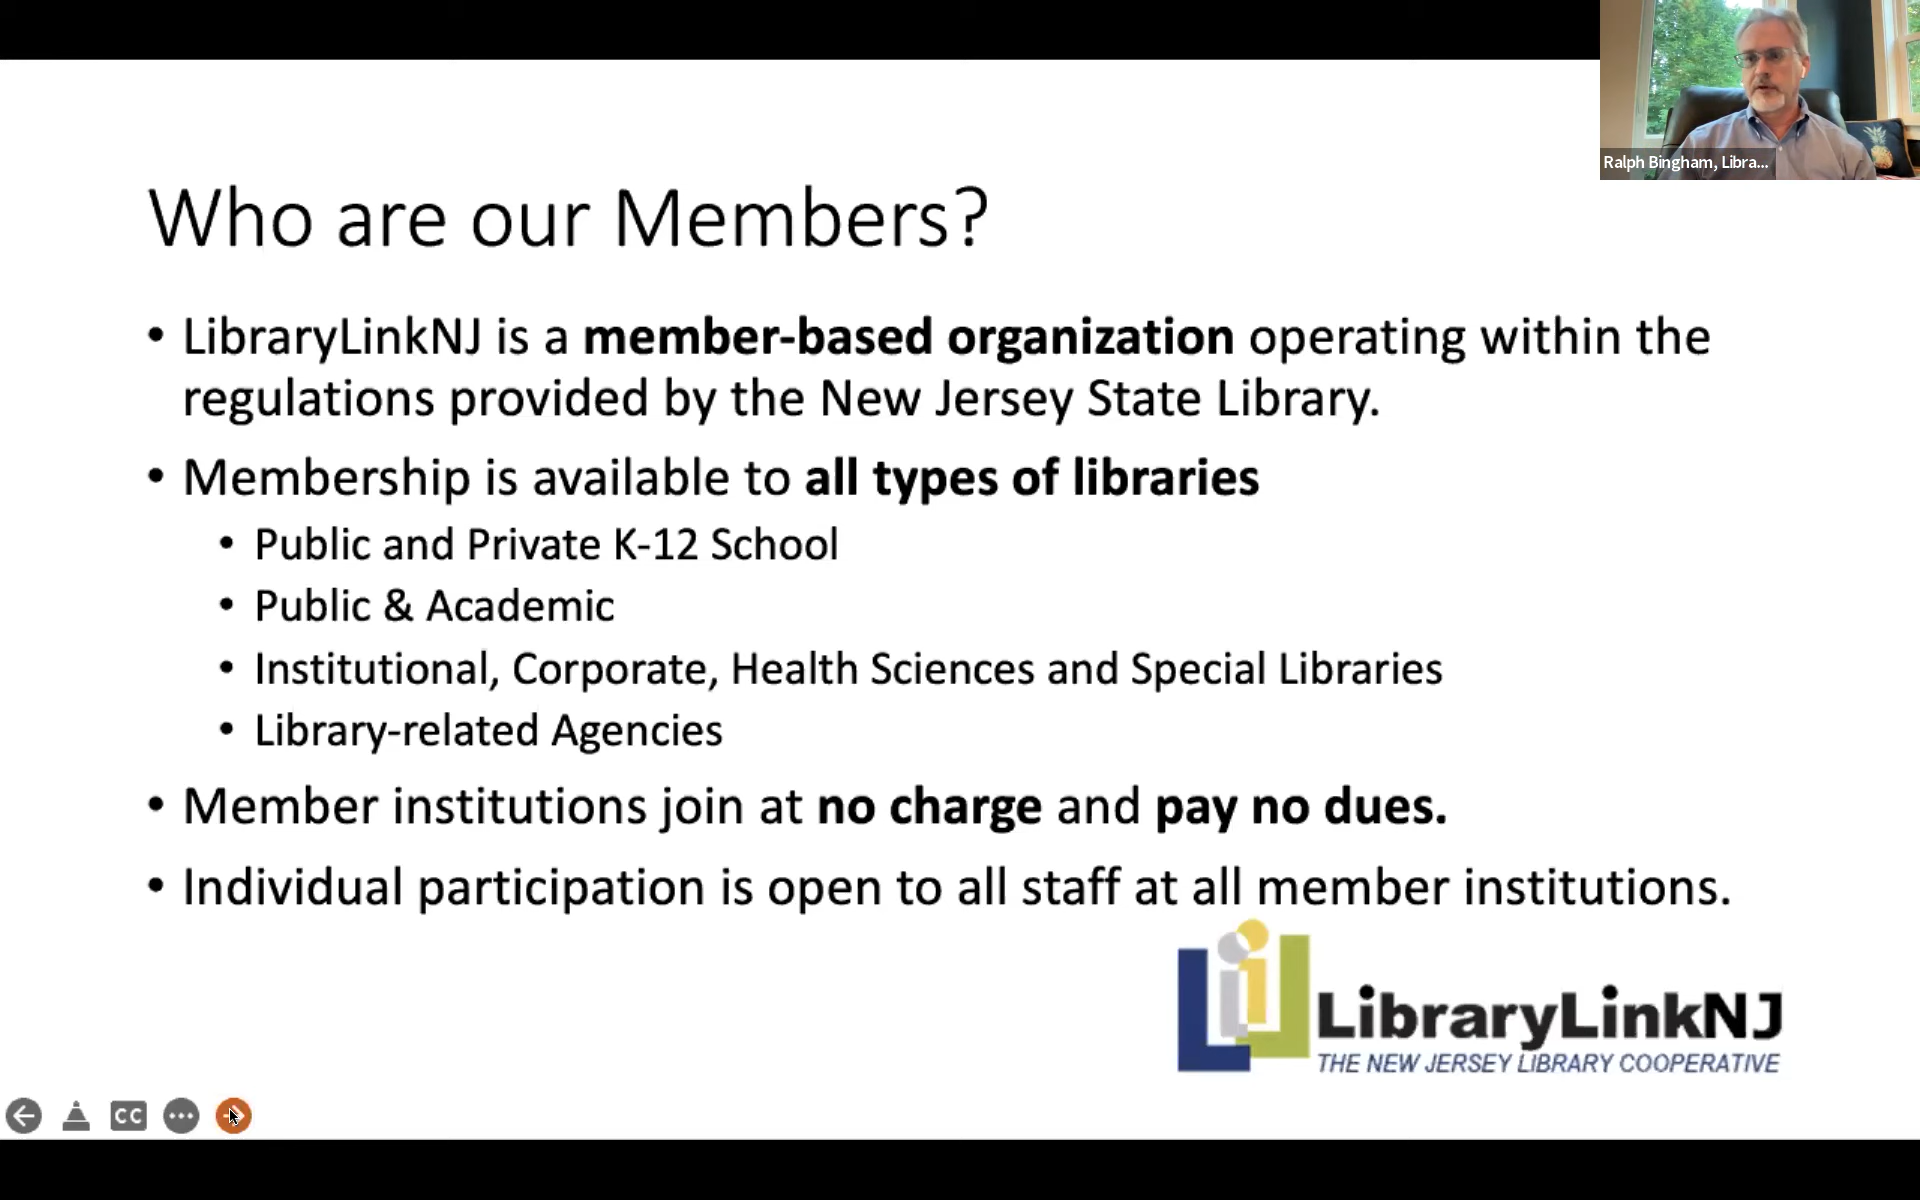 Ralph Bingham, Libra...
Who are our Members?
• LibraryLinkNJ is a member-based organization operating within the
regulations provided by the New Jersey State Library.
• Membership is available to all types of libraries
• Public and Private K-12 School
• Public & Academic
• Institutional, Corporate, Health Sciences and Special Libraries
• Library-related Agencies
• Member institutions join at no charge and pay no dues.
• Individual participation is open to all staff at all member institutions.
LibraryLinkNJ
THE NEW JERSEY LIBRARY COOPERATIVE
CC